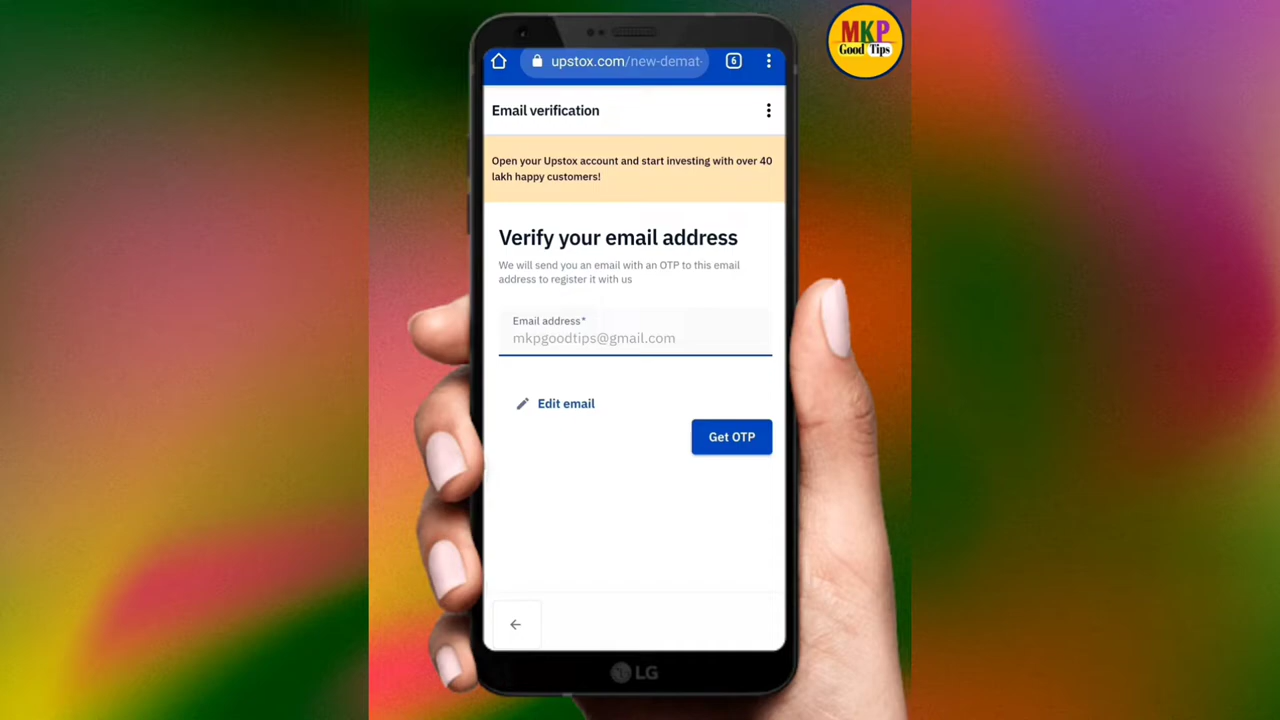 MKP
Good Tips
upstox.com/new-demat-
6
Email verification
Open your Upstox account and start investing with over 40
lakh happy customers!
Verify your email address
We will send you an email with an OTP to this email
address to register it with us
Email address*
mkpgoodtips@gmail.com
Edit email
Get OTP
LG